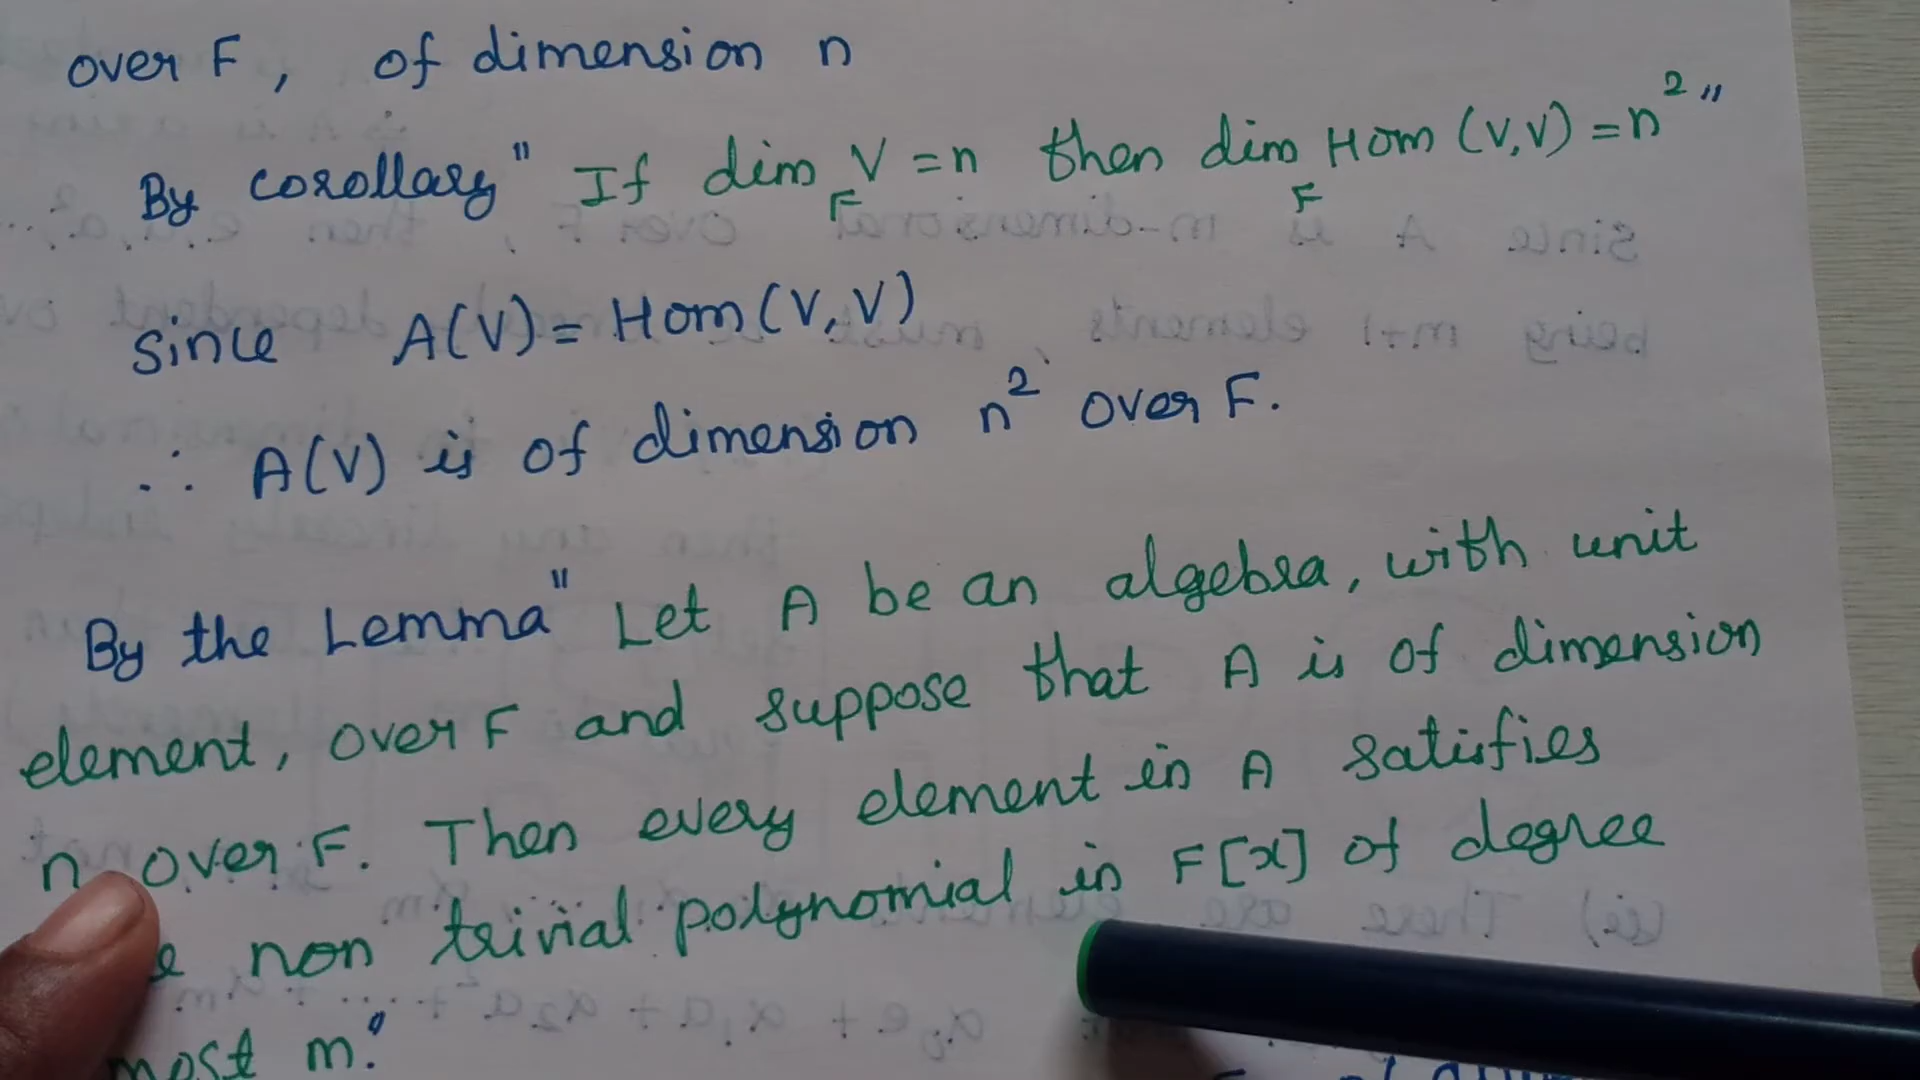 over F, of dimension n
By corollary " If dim_F V = n then dim_F Hom (V,V) = n² "
since A(V) = Hom (V, V)
∴ A(V) is of dimension n² over F.
By the Lemma " Let A be an algebra, with unit
element, over F and suppose that A is of dimension
n over F. Then every element in A satisfies
non trivial polynomial in F[x] of degree
most m."